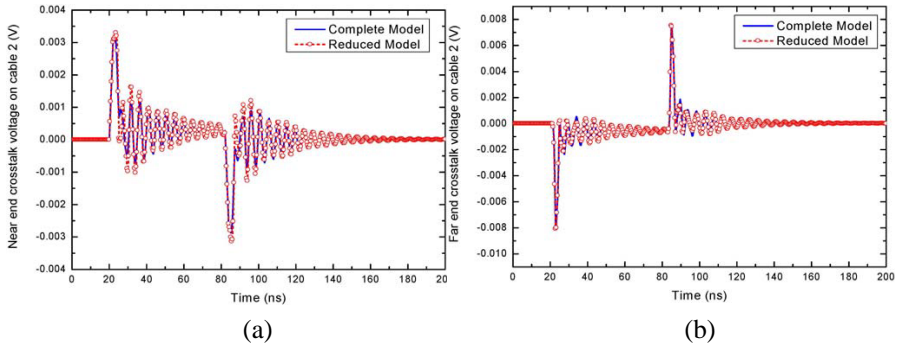 0.004
0.003
0.002
0.001
0.000
-0.001
-0.002
-0.003
-0.004
Near end crosstalk voltage on cable 2 (V)
Complete Model
Reduced Model
0 20 40 60 80 100 120 140 160 180 20
Time (ns)
(a)
0.008
0.006
0.004
0.002
0.000
-0.002
-0.004
-0.006
-0.008
-0.010
Far end crosstalk voltage on cable 2 (V)
Complete Model
Reduced Model
0 20 40 60 80 100 120 140 160 180 200
Time (ns)
(b)